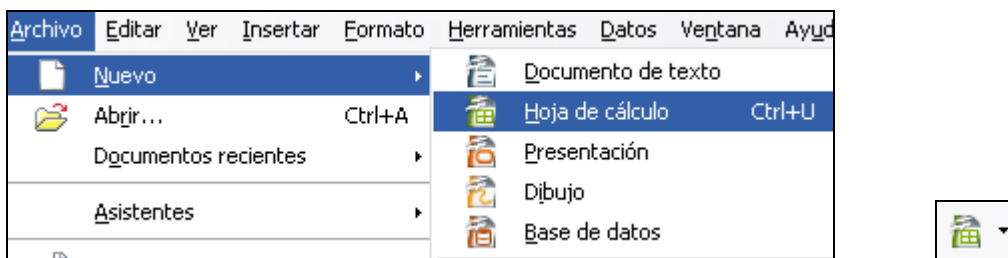 Archivo Editar Ver Insertar Formato Herramientas Datos Ventana Ayud
Nuevo
Documento de texto
Abrir... Ctrl+A
Hoja de cálculo Ctrl+U
Documentos recientes
Presentación
Dibujo
Asistentes
Base de datos